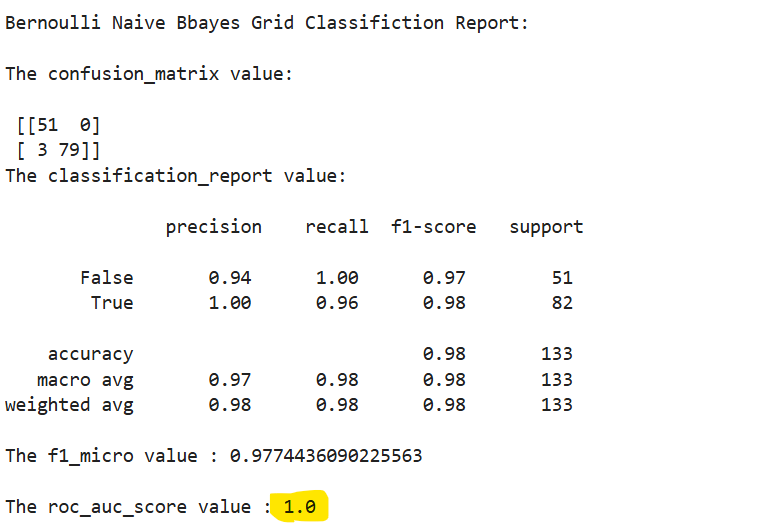 Bernoulli Naive Bbayes Grid Classifiction Report:
The confusion_matrix value:
[[51  0]
[ 3 79]]
The classification_report value:
precision    recall  f1-score   support
False       0.94      1.00      0.97        51
True       1.00      0.96      0.98        82
accuracy                           0.98       133
macro avg       0.97      0.98      0.98       133
weighted avg       0.98      0.98      0.98       133
The f1_micro value : 0.9774436090225563
The roc_auc_score value : 1.0